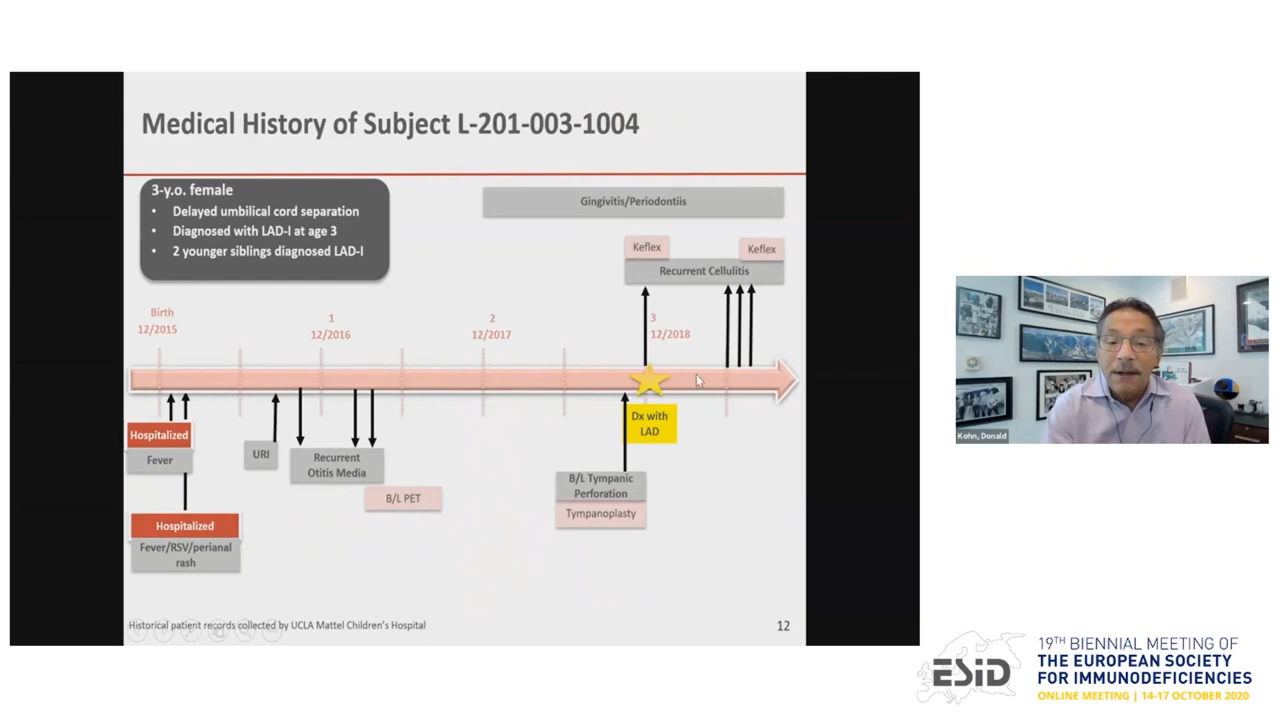 Medical History of Subject L-201-003-1004
3-y.o. female
• Delayed umbilical cord separation
• Diagnosed with LAD-I at age 3
• 2 younger siblings diagnosed LAD-I
Gingivitis/Periodontiis
Keflex
Keflex
Recurrent Cellulitis
Birth
12/2015
1
12/2016
2
12/2017
3
12/2018
Hospitalized
Fever
URI
Recurrent
Otitis Media
B/L PET
Dx with
LAD
B/L Tympanic
Perforation
Tympanoplasty
Hospitalized
Fever/RSV/perianal
rash
Historical patient records collected by UCLA Mattel Children's Hospital
12
Kohn, Donald
ESID
19TH BIENNIAL MEETING OF
THE EUROPEAN SOCIETY
FOR IMMUNODEFICIENCIES
ONLINE MEETING | 14-17 OCTOBER 2020